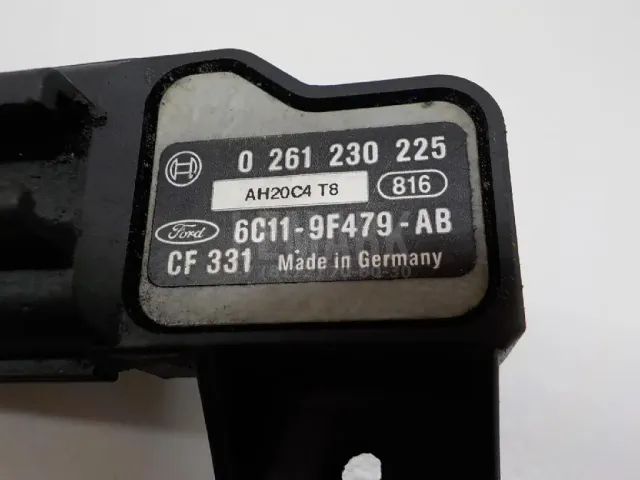 0 261 230 225
AH20C4 T8 816
Ford 6C11-9F479-AB
CF 331 Made in Germany